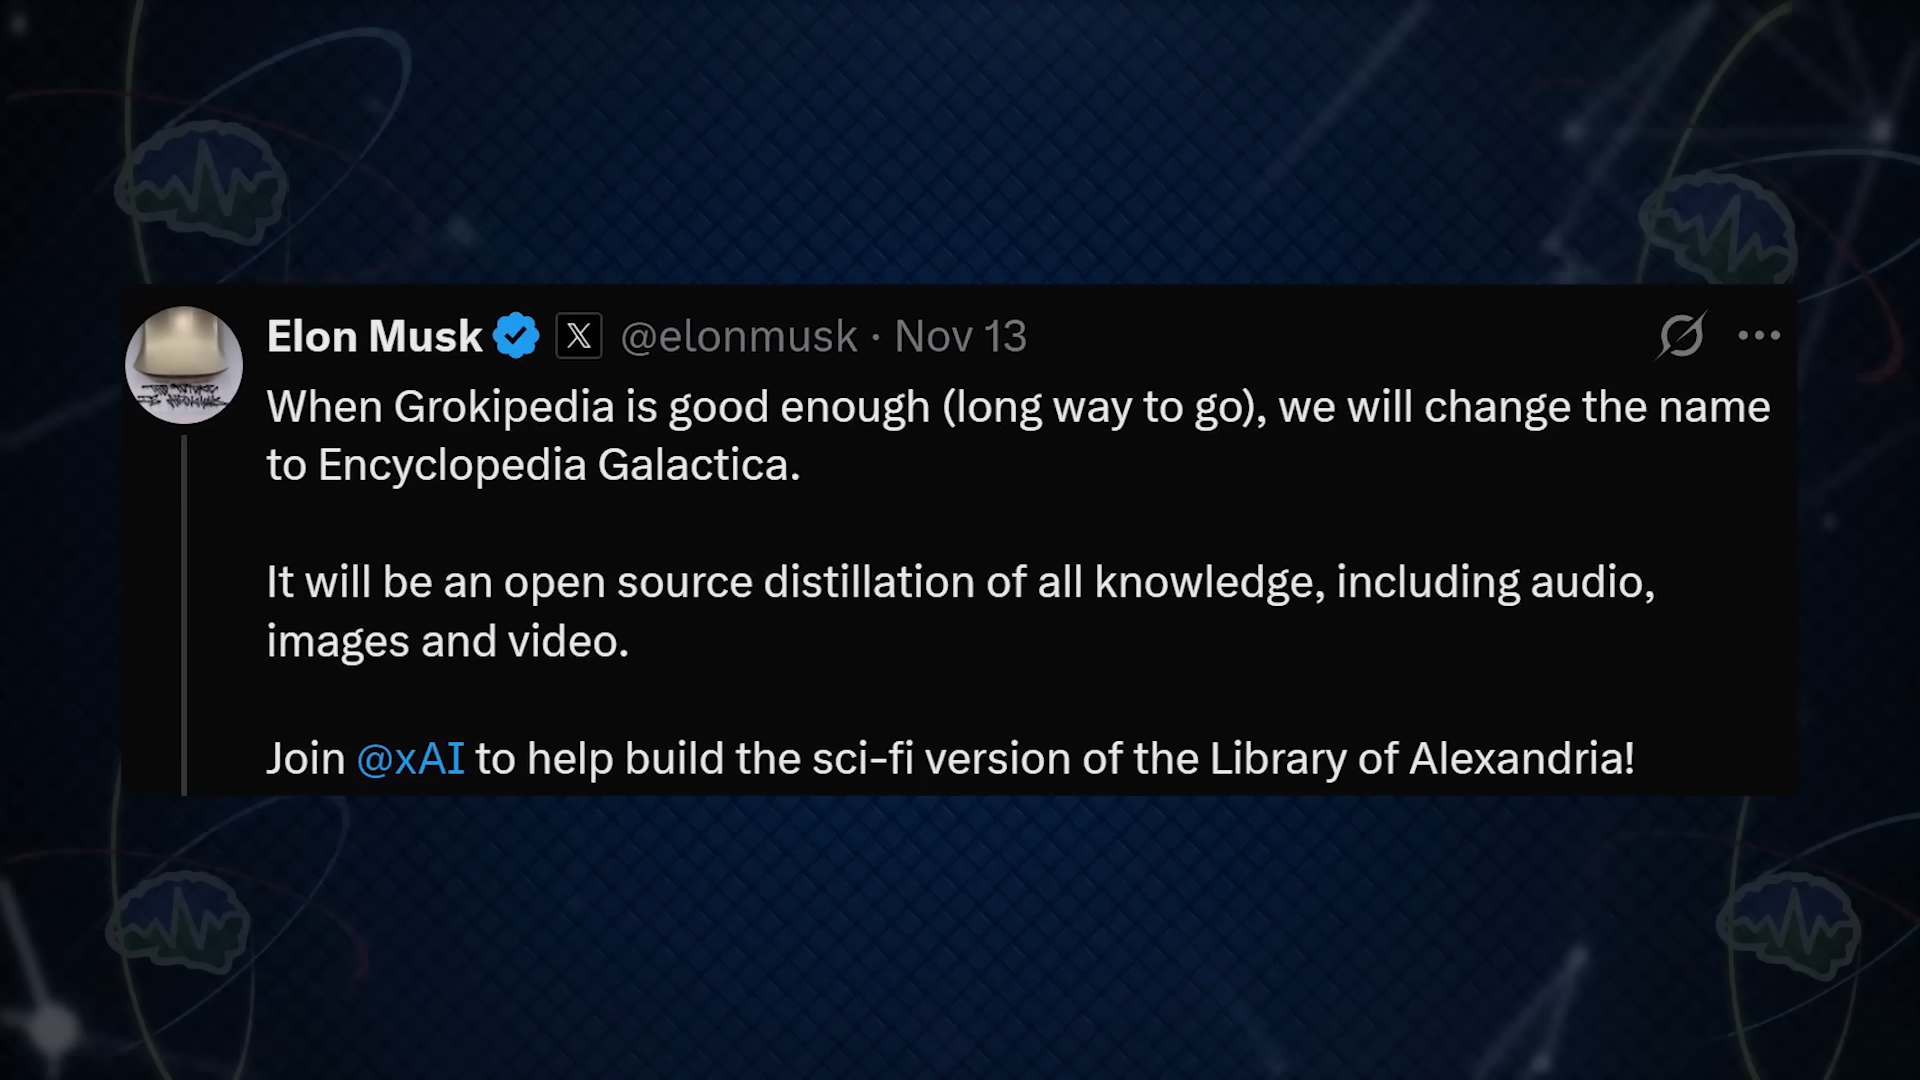 Elon Musk @elonmusk · Nov 13
When Grokipedia is good enough (long way to go), we will change the name
to Encyclopedia Galactica.
It will be an open source distillation of all knowledge, including audio,
images and video.
Join @xAI to help build the sci-fi version of the Library of Alexandria!